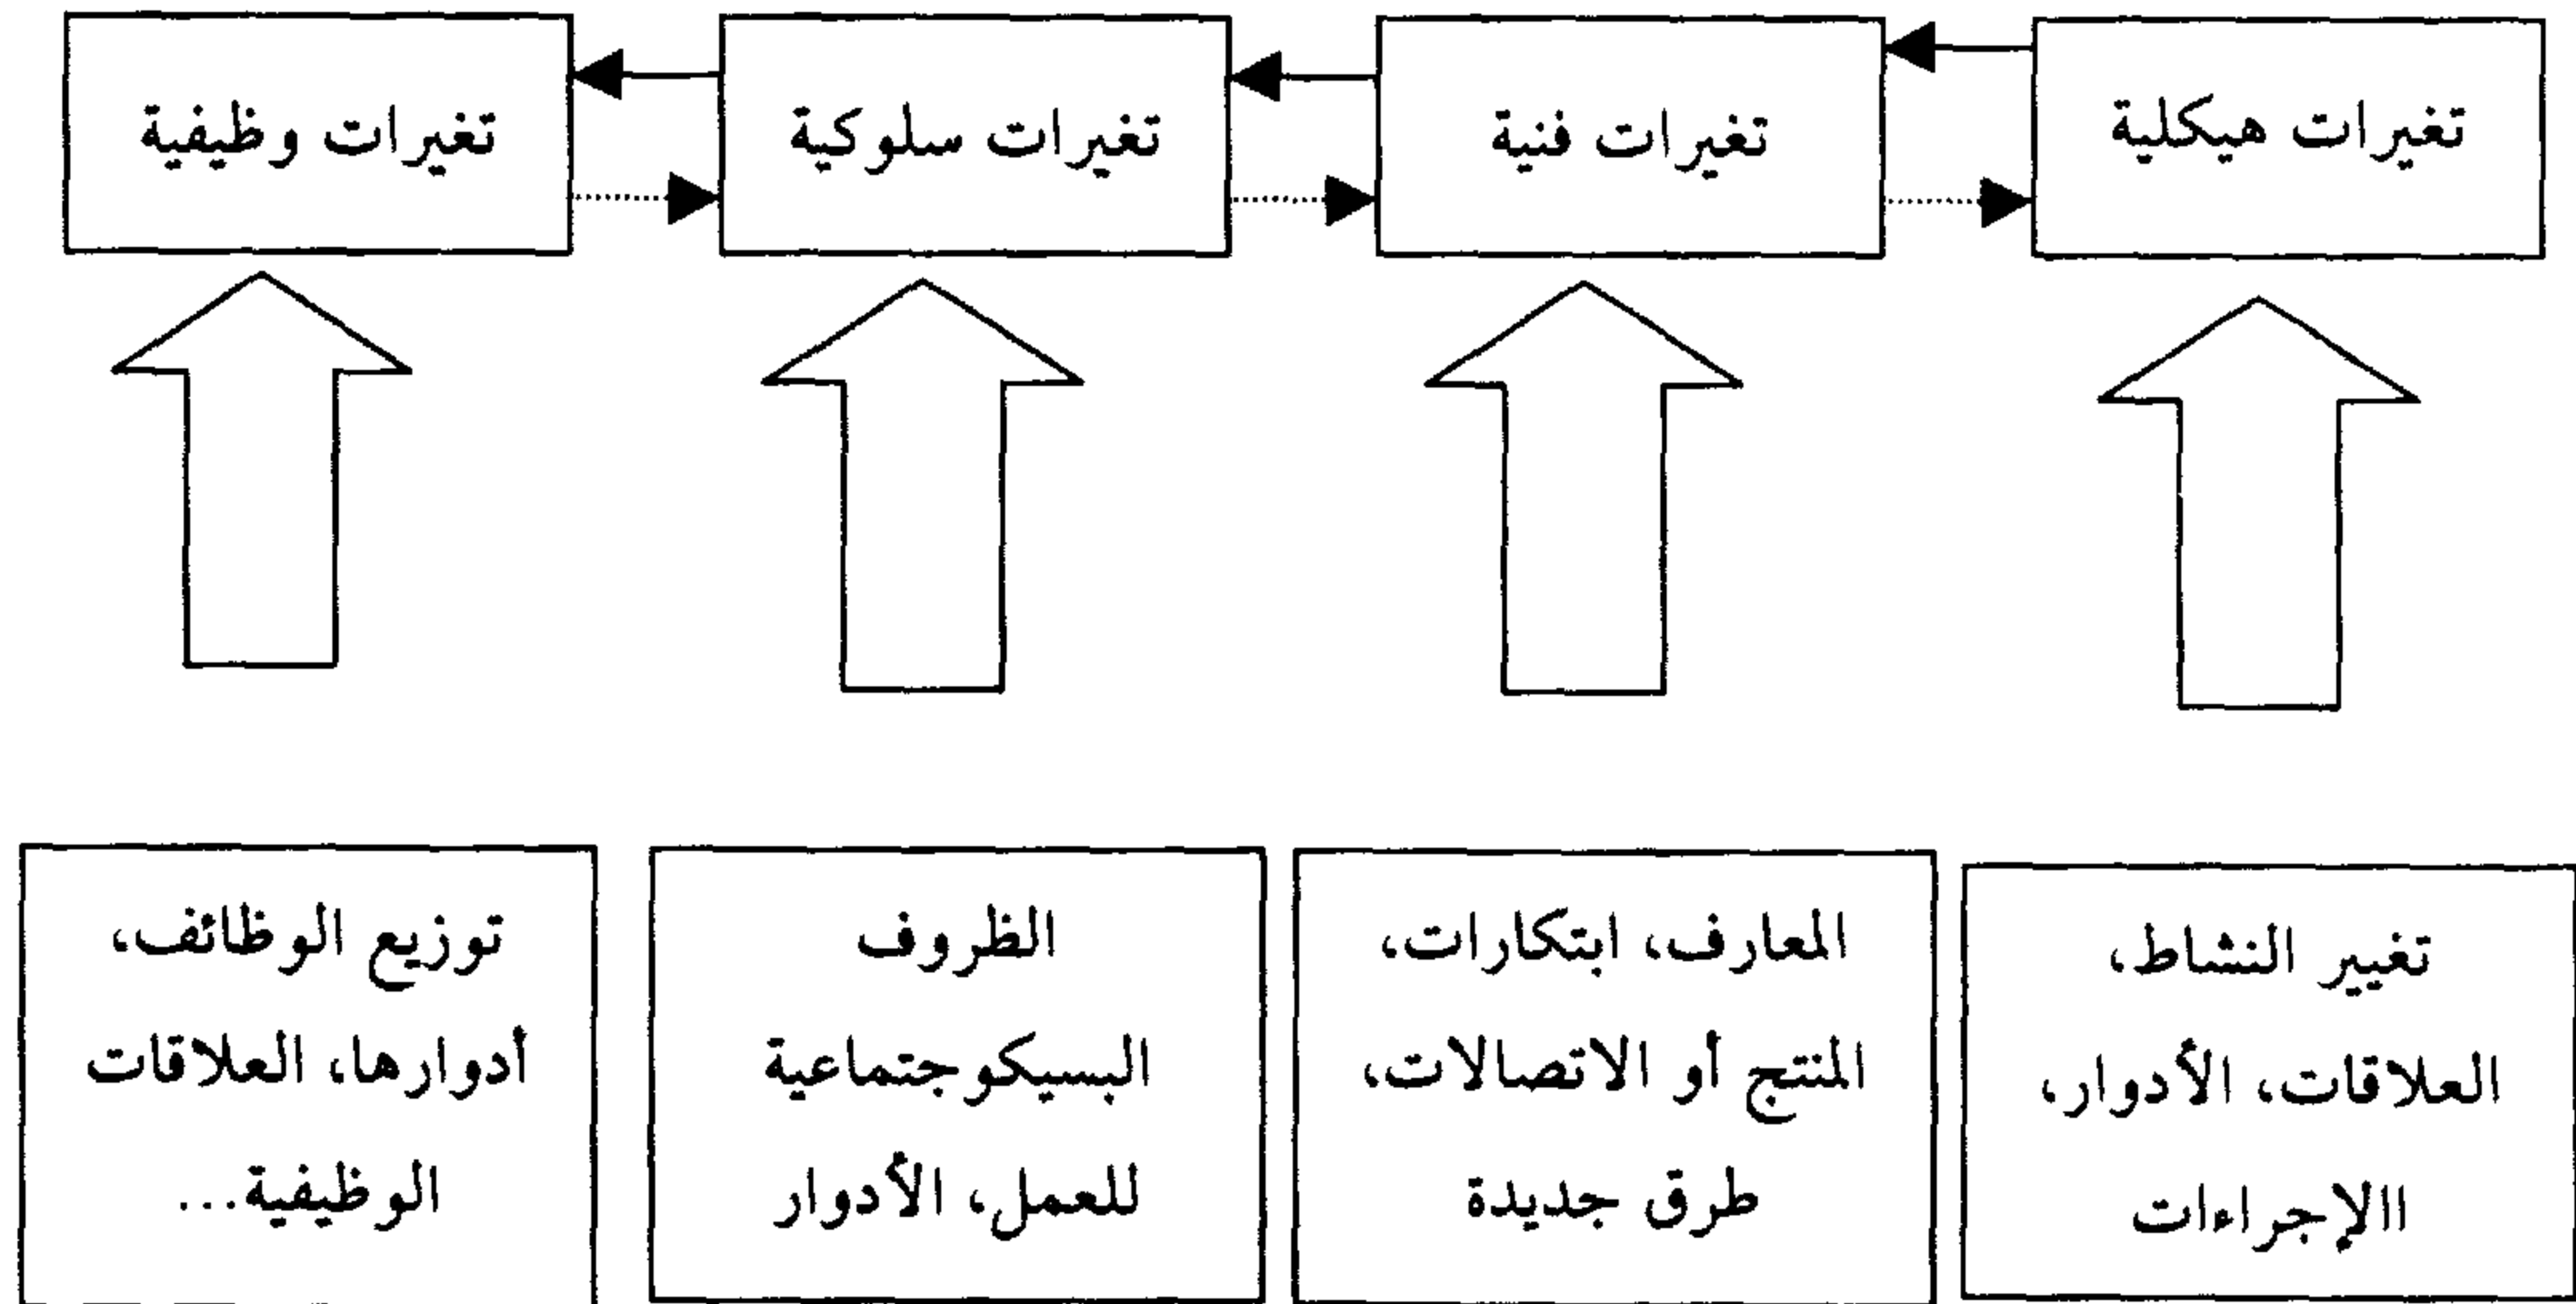 تغيرات هيكلية
تغيرات فنية
تغيرات سلوكية
تغيرات وظيفية
تغيير النشاط،
العلاقات، الأدوار،
االإجراءات
المعارف، ابتكارات،
المنتج أو الاتصالات،
طرق جديدة
الظروف
البسيكوجتماعية
للعمل، الأدوار
توزيع الوظائف،
أدوارها، العلاقات
الوظيفية...